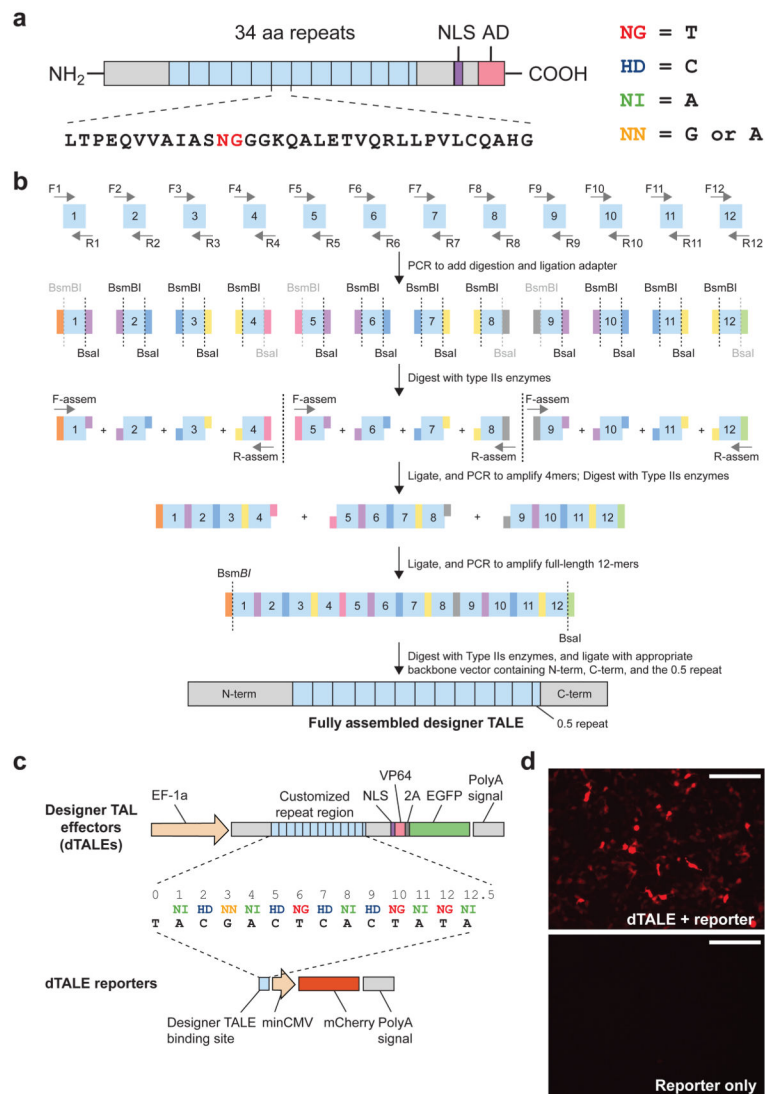 a
34 aa repeats
NLS AD
NH2
COOH
LTPEQVVAIASNGGGKQALETVQRLLPVLCQAHG
NG = T
HD = C
NI = A
NN = G or A
b
F1 F2 F3 F4 F5 F6 F7 F8 F9 F10 F11 F12
1 2 3 4 5 6 7 8 9 10 11 12
R1 R2 R3 R4 R5 R6 R7 R8 R9 R10 R11 R12
PCR to add digestion and ligation adapter
BsmBI BsmBI BsmBI BsmBI BsmBI BsmBI BsmBI BsmBI BsmBI BsmBI BsmBI BsmBI
1 2 3 4 5 6 7 8 9 10 11 12
BsaI BsaI BsaI BsaI BsaI BsaI BsaI BsaI BsaI BsaI BsaI BsaI
Digest with type IIs enzymes
F-assem F-assem F-assem
1 + 2 + 3 + 4 5 + 6 + 7 + 8 9 + 10 + 11 + 12
R-assem R-assem R-assem
Ligate, and PCR to amplify 4mers; Digest with Type IIs enzymes
1 2 3 4 + 5 6 7 8 + 9 10 11 12
Ligate, and PCR to amplify full-length 12-mers
BsmBI
1 2 3 4 5 6 7 8 9 10 11 12
BsaI
Digest with Type IIs enzymes, and ligate with appropriate
backbone vector containing N-term, C-term, and the 0.5 repeat
N-term C-term
Fully assembled designer TALE
0.5 repeat
c
Designer TAL
effectors
(dTALEs)
EF-1a
Customized
repeat region
NLS
VP64
2A
EGFP
PolyA
signal
0 1 2 3 4 5 6 7 8 9 10 11 12.5
NI HD NN NI HD NG HD NI HD NG NI NG NI
T A C G A C T C A C T A T A
dTALE reporters
Designer TALE
binding site
minCMV
mCherry
PolyA
signal
d
dTALE + reporter
Reporter only